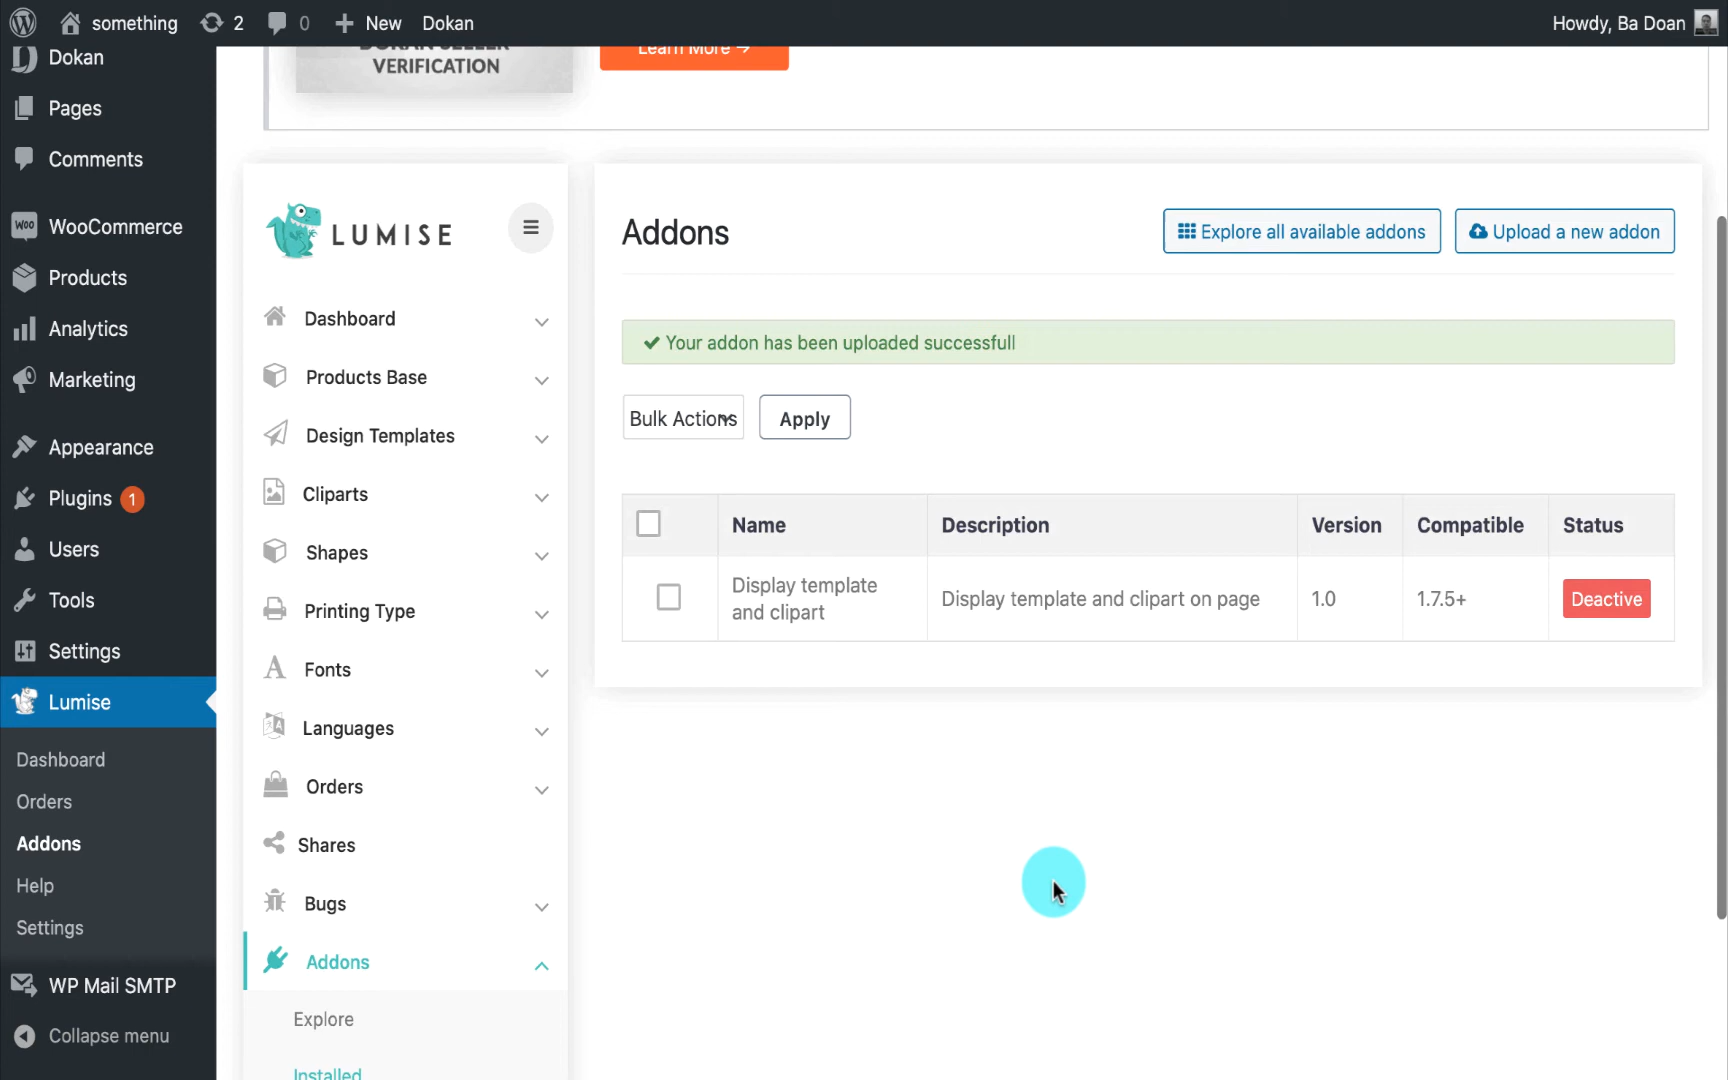 something
2
0
New
Dokan
Howdy, Ba Doan
Dokan
Pages
Comments
WooCommerce
Products
Analytics
Marketing
Appearance
Plugins 1
Users
Tools
Settings
Lumise
Dashboard
Orders
Addons
Help
Settings
WP Mail SMTP
Collapse menu
DOKAN SELLER
VERIFICATION
Learn More →
LUMISE
Dashboard
Products Base
Design Templates
Cliparts
Shapes
Printing Type
Fonts
Languages
Orders
Shares
Bugs
Addons
Explore
Installed
Addons
Explore all available addons
Upload a new addon
Your addon has been uploaded successfull
Bulk Actions
Apply
Name Description Version Compatible Status
Display template
and clipart
Display template and clipart on page
1.0
1.7.5+
Deactive